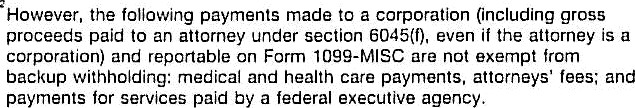 ² However, the following payments made to a corporation (including gross
proceeds paid to an attorney under section 6045(f), even if the attorney is a
corporation) and reportable on Form 1099-MISC are not exempt from
backup withholding: medical and health care payments, attorneys' fees; and
payments for services paid by a federal executive agency.